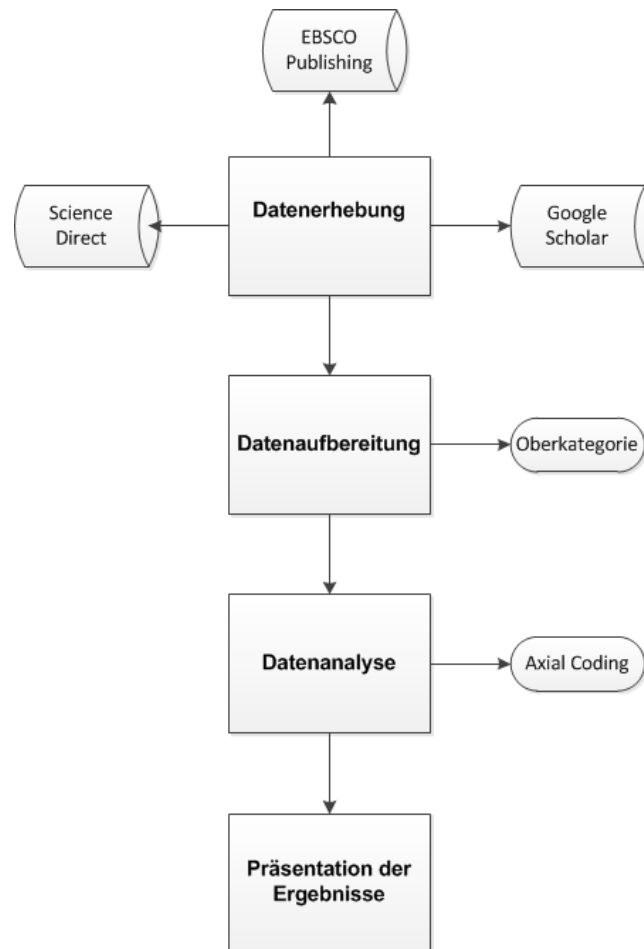 EBSCO
Publishing
Science
Direct
Datenerhebung
Google
Scholar
Datenaufbereitung
Oberkategorie
Datenanalyse
Axial Coding
Präsentation der
Ergebnisse